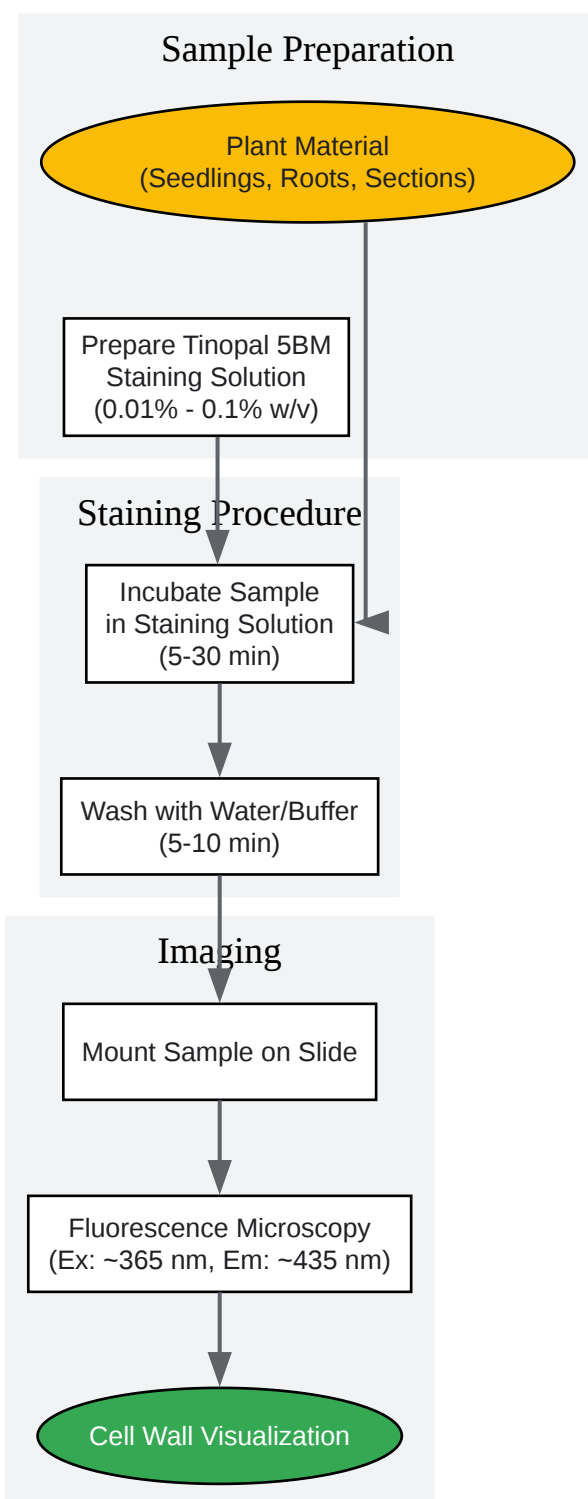 Sample Preparation
Plant Material
(Seedlings, Roots, Sections)
Prepare Tinopal 5BM
Staining Solution
(0.01% - 0.1% w/v)
Staining Procedure
Incubate Sample
in Staining Solution
(5-30 min)
Wash with Water/Buffer
(5-10 min)
Imaging
Mount Sample on Slide
Fluorescence Microscopy
(Ex: ~365 nm, Em: ~435 nm)
Cell Wall Visualization